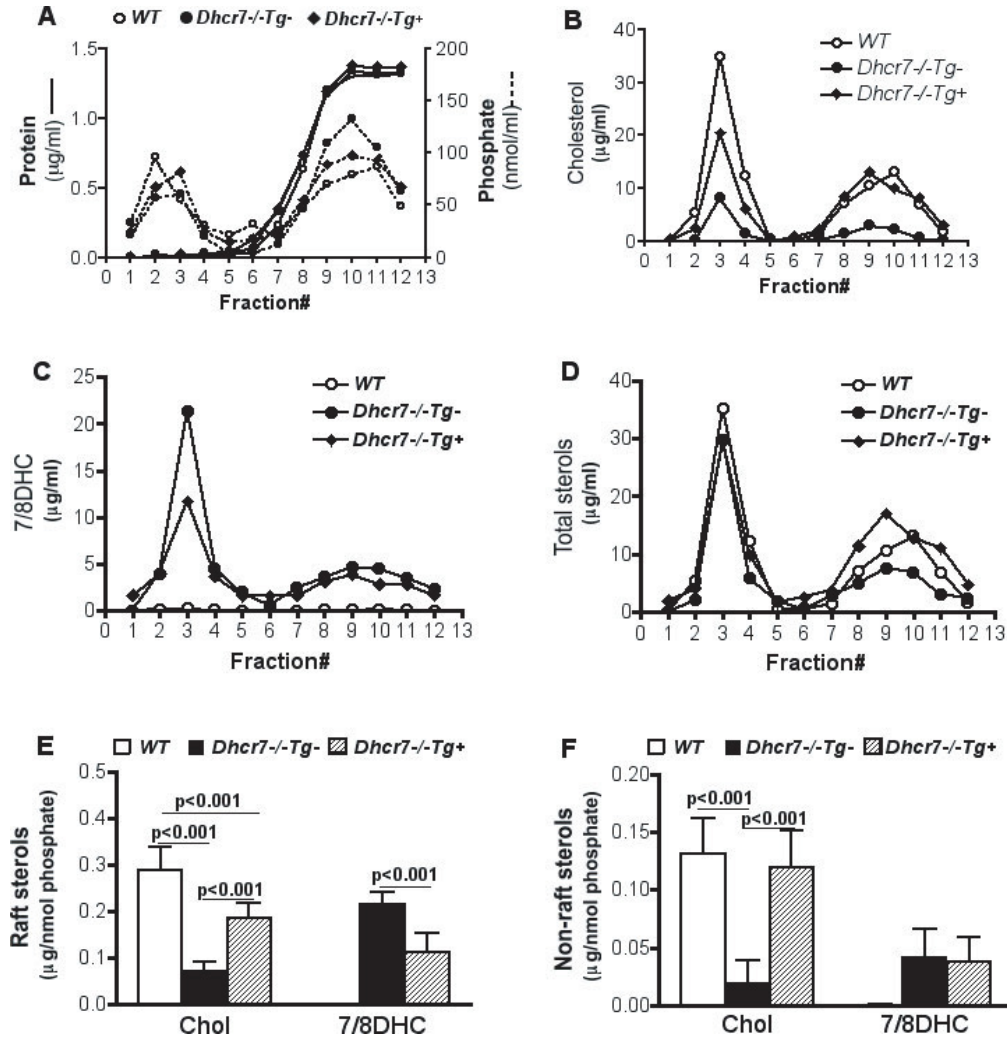 A
WT Dhcr7-/-Tg- Dhcr7-/-Tg+
Protein
(µg/ml)
1.5
1.0
0.5
0.0
200
150
100
50
0
Phosphate
(nmol/ml)
0 1 2 3 4 5 6 7 8 9 10 11 12 13
Fraction#
B
WT
Dhcr7-/-Tg-
Dhcr7-/-Tg+
Cholesterol
(µg/ml)
40
30
20
10
0
0 1 2 3 4 5 6 7 8 9 10 11 12 13
Fraction#
C
WT
Dhcr7-/-Tg-
Dhcr7-/-Tg+
7/8DHC
(µg/ml)
25
20
15
10
5
0
0 1 2 3 4 5 6 7 8 9 10 11 12 13
Fraction#
D
WT
Dhcr7-/-Tg-
Dhcr7-/-Tg+
Total sterols
(µg/ml)
40
30
20
10
0
0 1 2 3 4 5 6 7 8 9 10 11 12 13
Fraction#
E
WT Dhcr7-/-Tg- Dhcr7-/-Tg+
Raft sterols
(µg/nmol phosphate)
0.5
0.4
0.3
0.2
0.1
0.0
p<0.001
p<0.001
p<0.001
p<0.001
Chol 7/8DHC
F
WT Dhcr7-/-Tg- Dhcr7-/-Tg+
Non-raft sterols
(µg/nmol phosphate)
0.20
0.15
0.10
0.05
0.00
p<0.001
p<0.001
Chol 7/8DHC